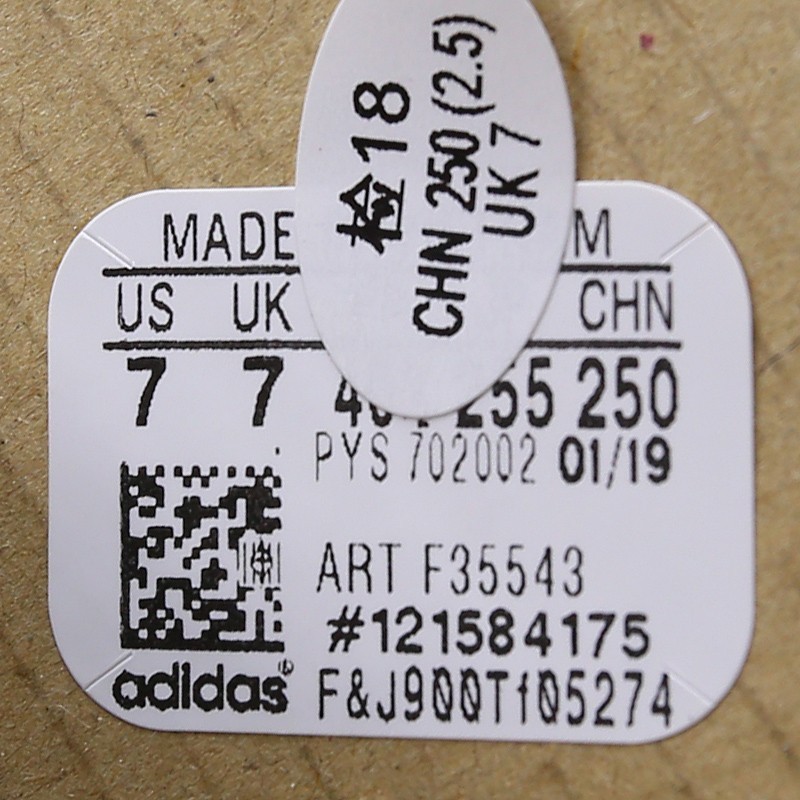 检18
CHN 250 (2.5)
UK 7
MADE
M
US UK CHN
7 7 255 250
PYS 702002 01/19
ART F35543
#121584175
F&J900Tf05274
adidas®